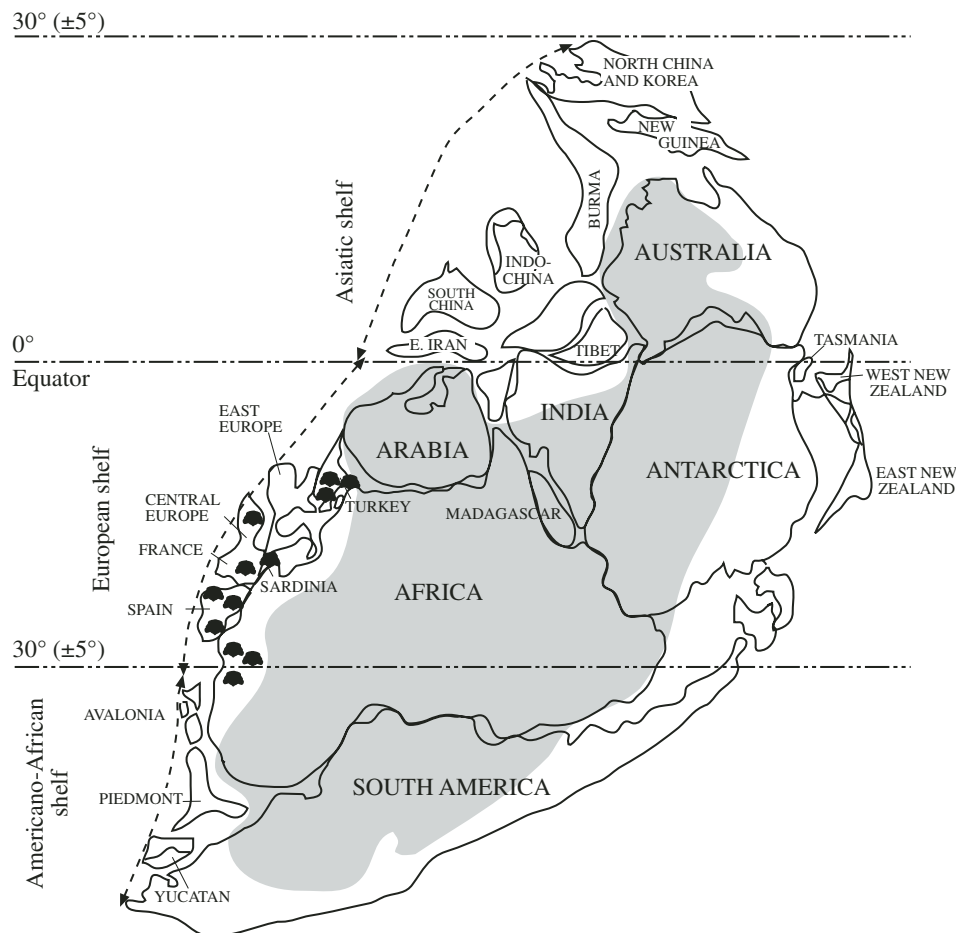 30° (±5°)
NORTH CHINA
AND KOREA
NEW
GUINEA
BURMA
Asiatic shelf
AUSTRALIA
INDO-
CHINA
SOUTH
CHINA
E. IRAN
TIBET
0°
Equator
TASMANIA
WEST NEW
ZEALAND
EAST
EUROPE
INDIA
ARABIA
ANTARCTICA
EAST NEW
ZEALAND
CENTRAL
EUROPE
TURKEY
MADAGASCAR
European shelf
FRANCE
SARDINIA
AFRICA
SPAIN
30° (±5°)
AVALONIA
Americano-African
shelf
SOUTH AMERICA
PIEDMONT
YUCATAN